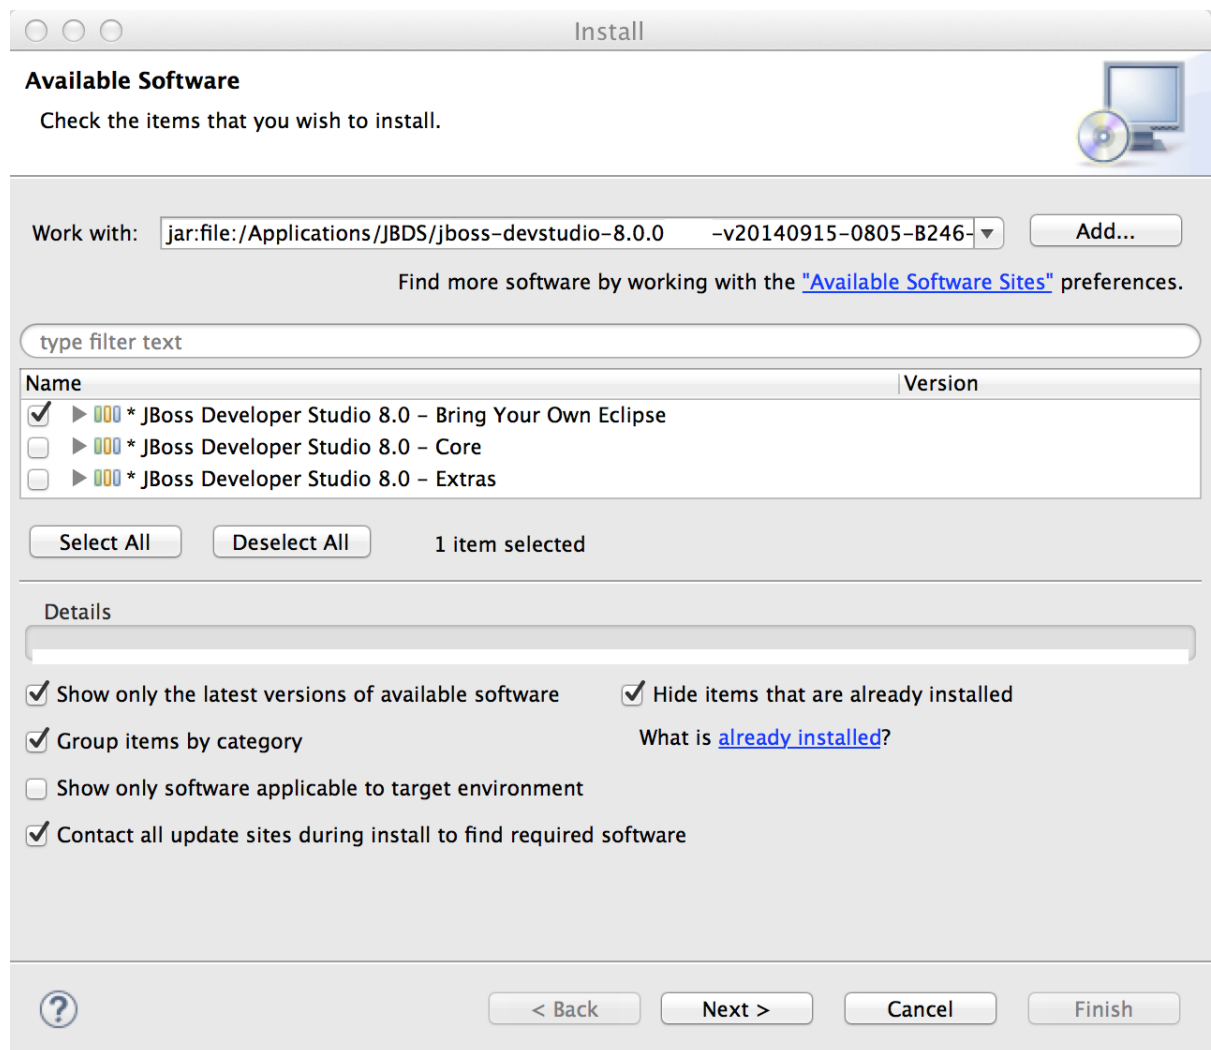 Install
Available Software
Check the items that you wish to install.
Work with: jar:file:/Applications/JBDS/jboss-devstudio-8.0.0 -v20140915-0805-B246- Add...
Find more software by working with the "Available Software Sites" preferences.
type filter text
Name Version
* JBoss Developer Studio 8.0 – Bring Your Own Eclipse
* JBoss Developer Studio 8.0 – Core
* JBoss Developer Studio 8.0 – Extras
Select All Deselect All 1 item selected
Details
Show only the latest versions of available software Hide items that are already installed
Group items by category What is already installed?
Show only software applicable to target environment
Contact all update sites during install to find required software
? < Back Next > Cancel Finish